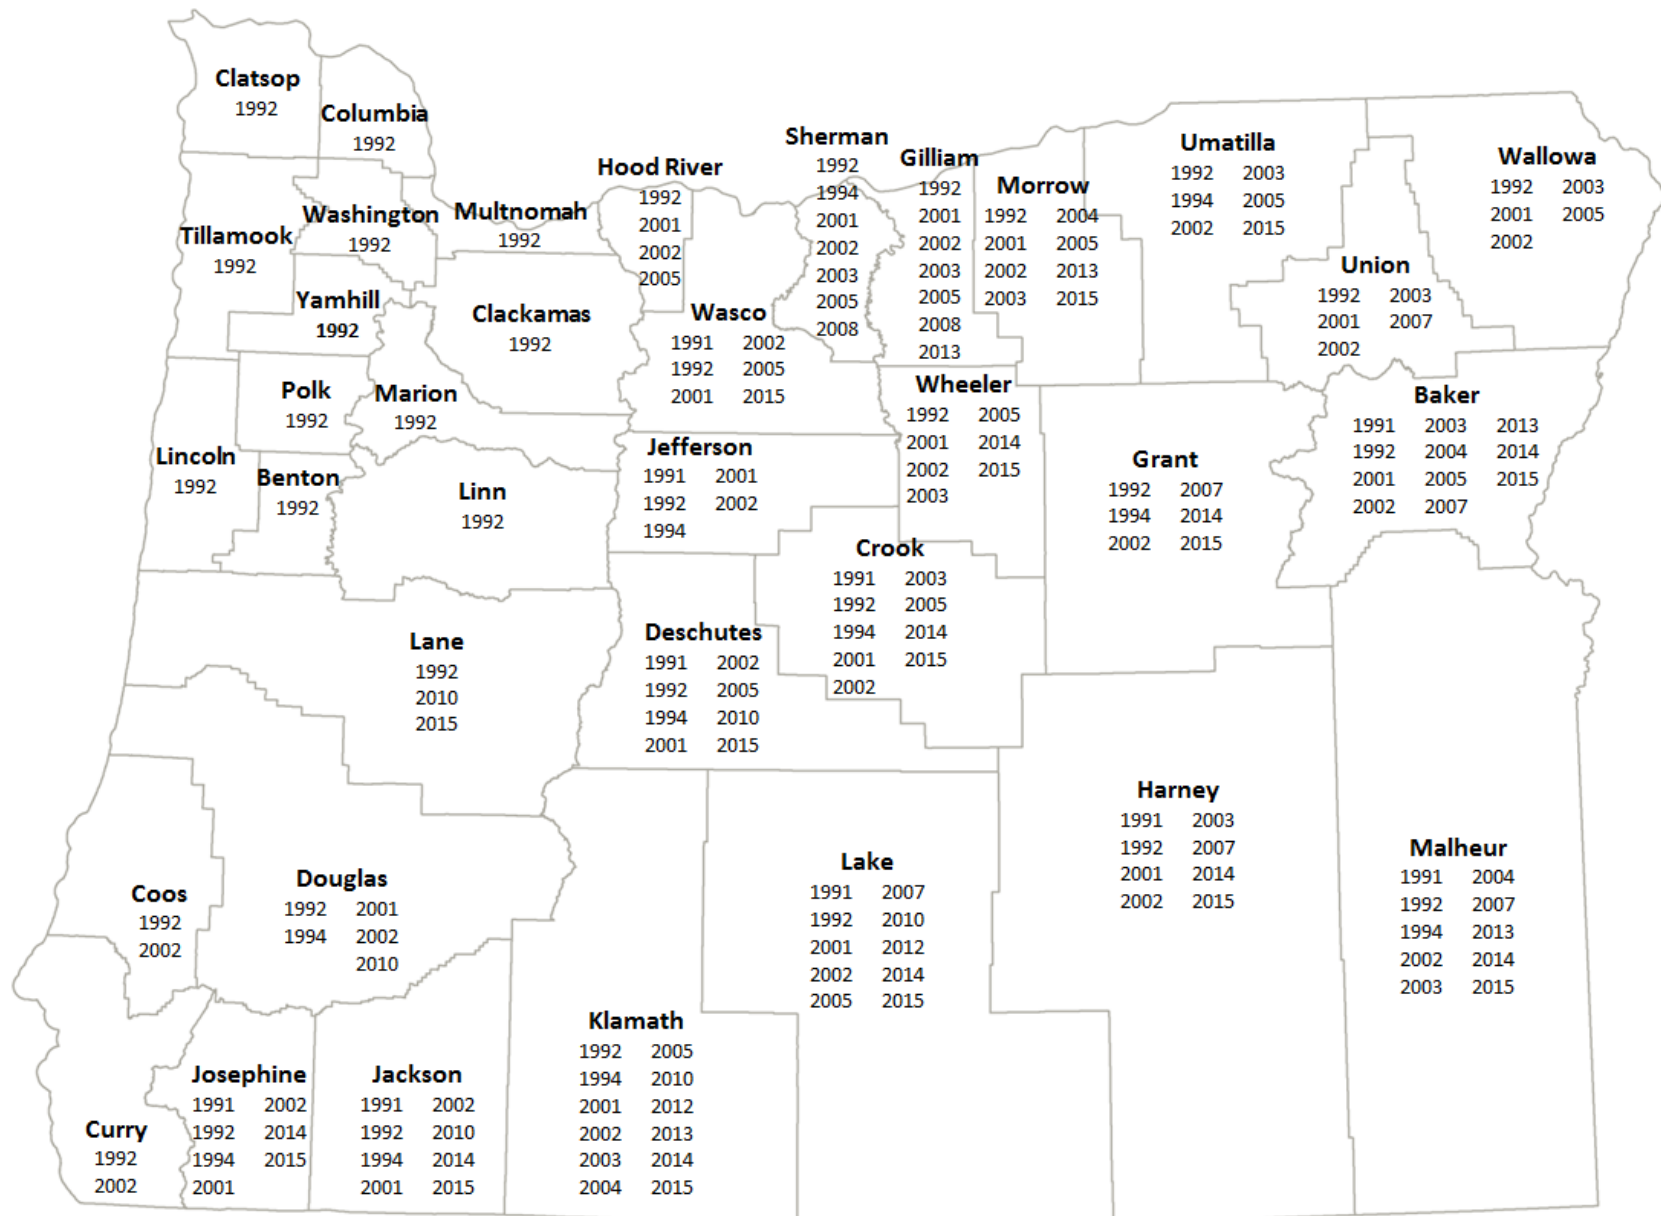 Clatsop
1992
Columbia
1992
Tillamook
1992
Washington
1992
Multnomah
1992
Hood River
1992
2001
2002
2005
Sherman
1992
1994
2001
2002
2003
2005
2008
Gilliam
1992
2001
2002
2003
2005
2008
2013
Morrow
1992 2004
2001 2005
2002 2013
2003 2015
Umatilla
1992 2003
1994 2005
2002 2015
Wallowa
1992 2003
2001 2005
2002
Union
1992 2003
2001 2007
2002
Yamhill
1992
Clackamas
1992
Wasco
1991 2002
1992 2005
2001 2015
Polk
1992
Marion
1992
Wheeler
1992 2005
2001 2014
2002 2015
2003
Baker
1991 2003 2013
1992 2004 2014
2001 2005 2015
2002 2007
Lincoln
1992
Benton
1992
Linn
1992
Jefferson
1991 2001
1992 2002
1994
Grant
1992 2007
1994 2014
2002 2015
Crook
1991 2003
1992 2005
1994 2014
2001 2015
2002
Lane
1992
2010
2015
Deschutes
1991 2002
1992 2005
1994 2010
2001 2015
Harney
1991 2003
1992 2007
2001 2014
2002 2015
Malheur
1991 2004
1992 2007
1994 2013
2002 2014
2003 2015
Coos
1992
2002
Douglas
1992 2001
1994 2002
2010
Lake
1991 2007
1992 2010
2001 2012
2002 2014
2005 2015
Klamath
1992 2005
1994 2010
2001 2012
2002 2013
2003 2014
2004 2015
Curry
1992
2002
Josephine
1991 2002
1992 2014
1994 2015
2001
Jackson
1991 2002
1992 2010
1994 2014
2001 2015